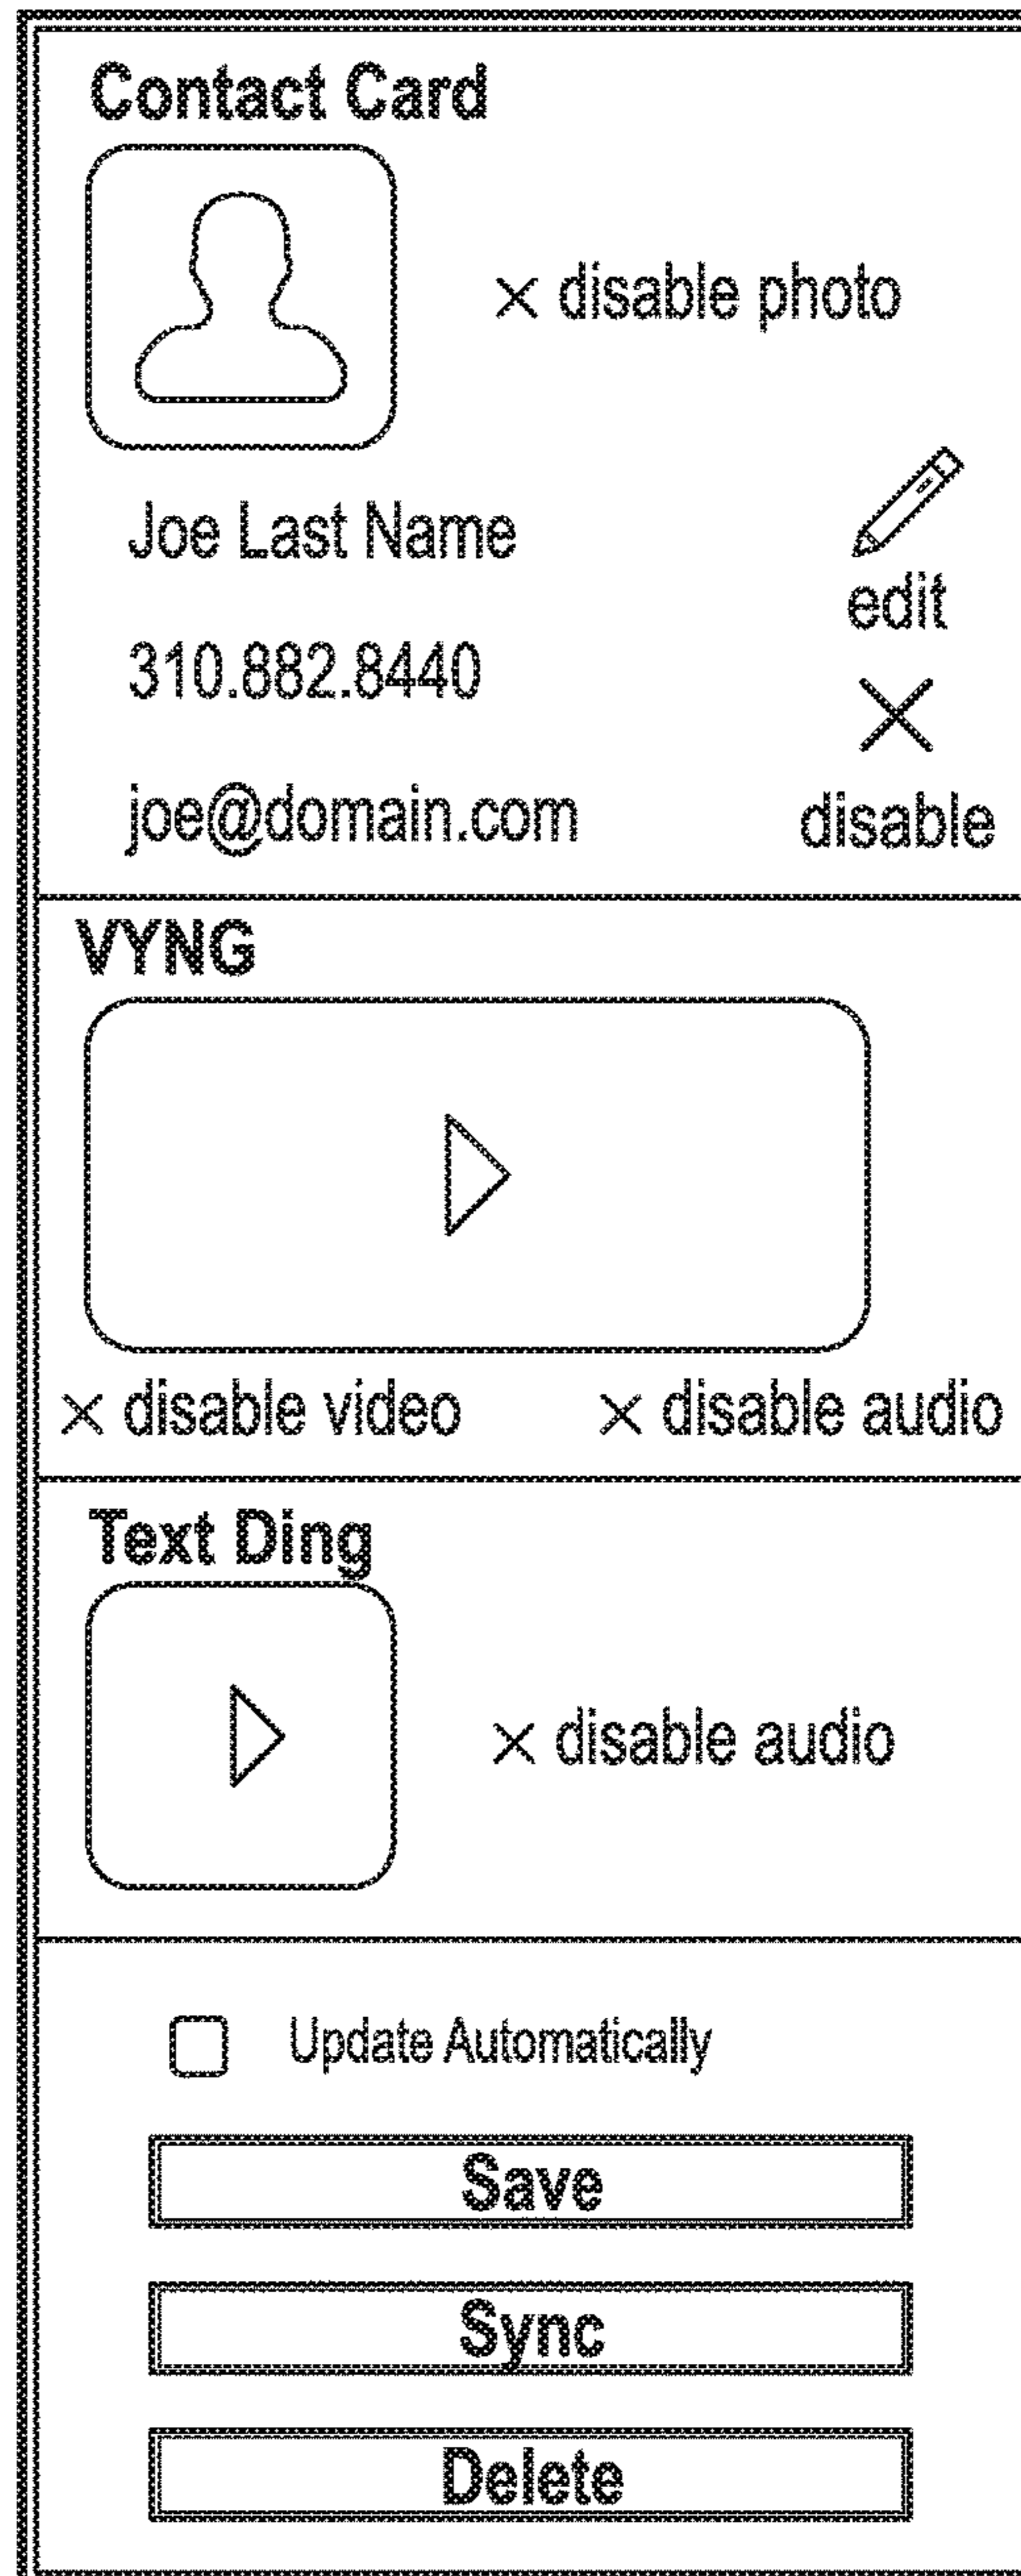 Contact Card
× disable photo
Joe Last Name
edit
310.882.8440
joe@domain.com
disable
VYNG
× disable video × disable audio
Text Ding
× disable audio
Update Automatically
Save
Sync
Delete